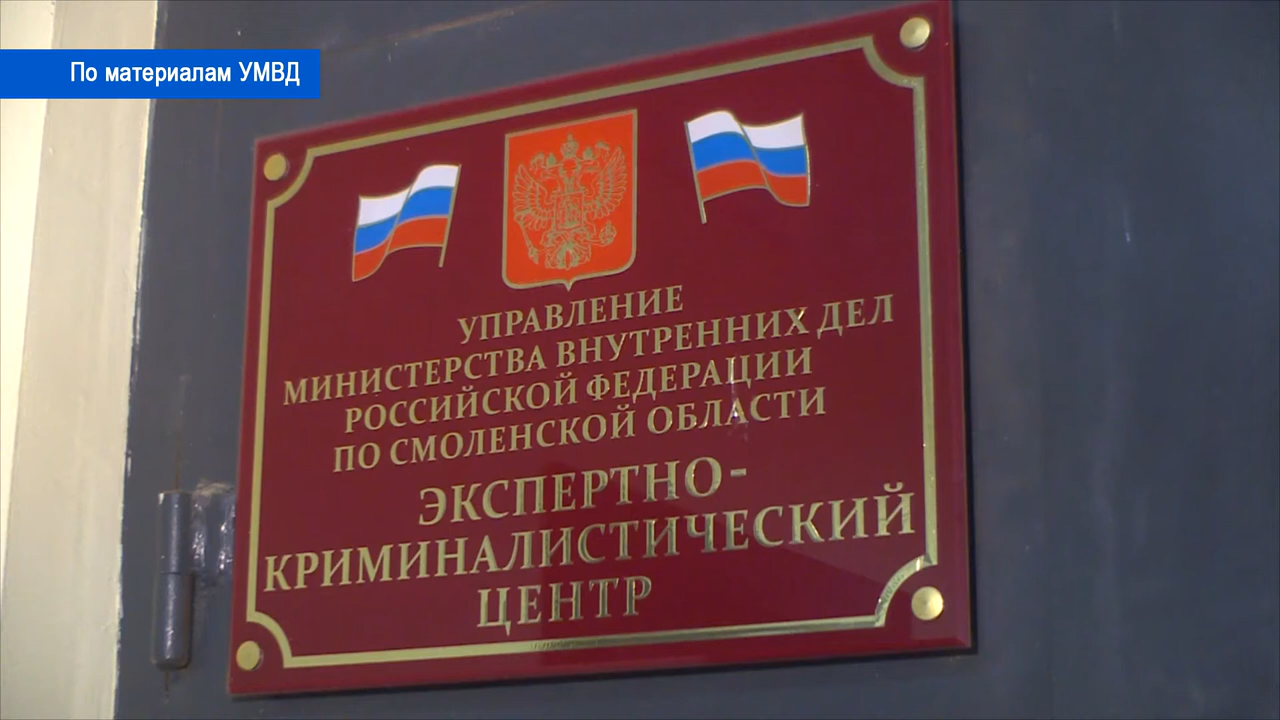 По материалам УМВД
УПРАВЛЕНИЕ
МИНИСТЕРСТВА ВНУТРЕННИХ ДЕЛ
РОССИЙСКОЙ ФЕДЕРАЦИИ
ПО СМОЛЕНСКОЙ ОБЛАСТИ
ЭКСПЕРТНО-
КРИМИНАЛИСТИЧЕСКИЙ
ЦЕНТР